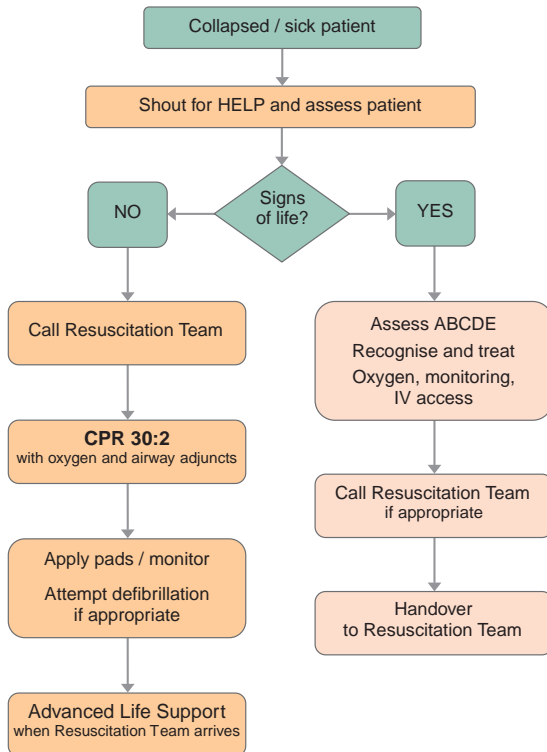 Collapsed / sick patient
Shout for HELP and assess patient
Signs
of life?
NO
YES
Call Resuscitation Team
CPR 30:2
with oxygen and airway adjuncts
Apply pads / monitor
Attempt defibrillation
if appropriate
Advanced Life Support
when Resuscitation Team arrives
Assess ABCDE
Recognise and treat
Oxygen, monitoring,
IV access
Call Resuscitation Team
if appropriate
Handover
to Resuscitation Team